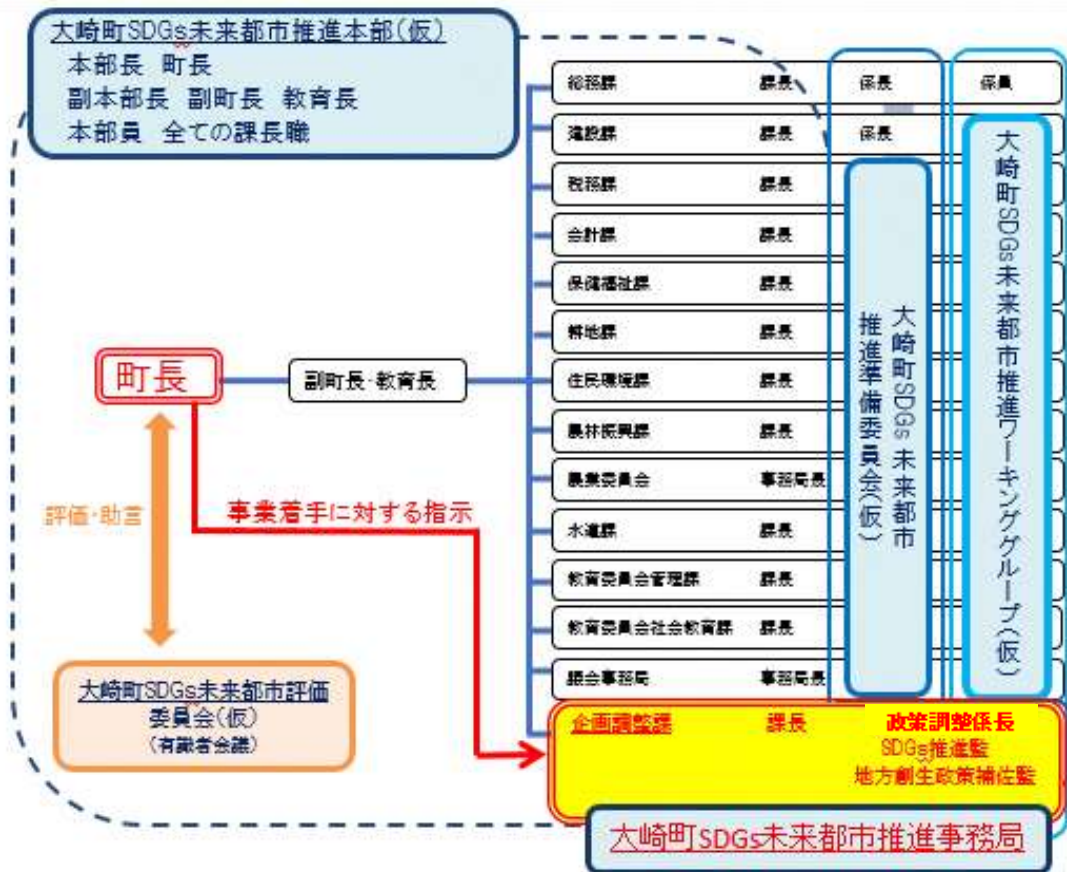 大崎町SDGs未来都市推進本部(仮)
本部長 町長
副本部長 副町長 教育長
本部員 全ての課長職
総務課 課長 係長 係員
建設課 課長 係長
税務課 課長
会計課 課長
保健福祉課 課長
耕地課 課長
住民環境課 課長
農林振興課 課長
農業委員会 事務局長
水道課 課長
教育委員会管理課 課長
教育委員会社会教育課 課長
議会事務局 事務局長
大崎町SDGs未来都市
推進準備委員会(仮)
大崎町SDGs未来都市推進ワーキンググループ(仮)
町長
副町長・教育長
評価・助言
事業着手に対する指示
大崎町SDGs未来都市評価
委員会(仮)
(有識者会議)
企画調整課 課長 政策調整係長
SDGs推進監
地方創生政策補佐監
大崎町SDGs未来都市推進事務局